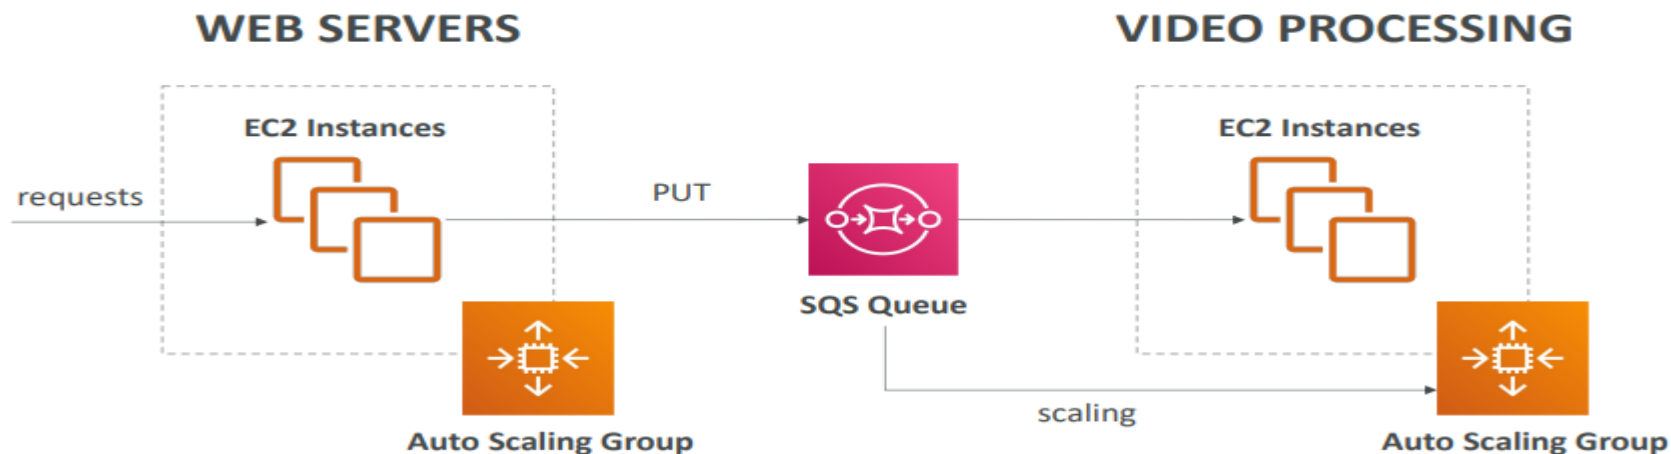 WEB SERVERS
VIDEO PROCESSING
EC2 Instances
EC2 Instances
requests
PUT
SQS Queue
scaling
Auto Scaling Group
Auto Scaling Group